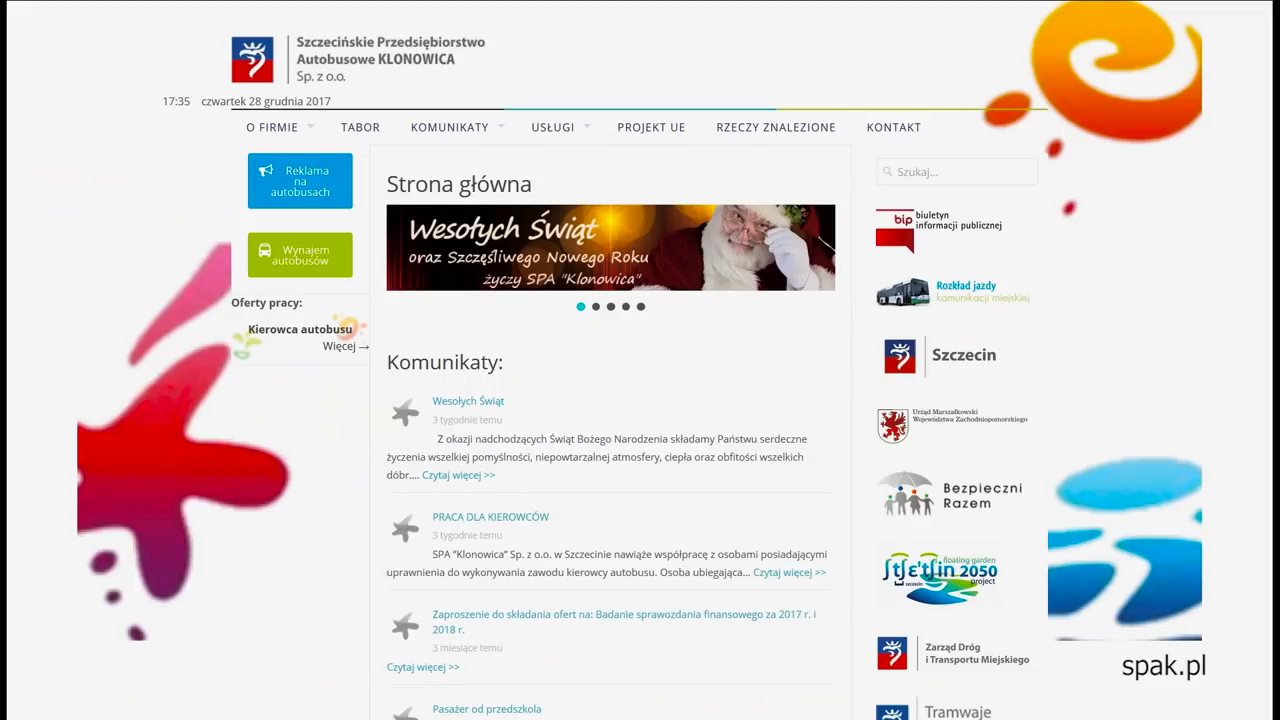 Szczecińskie Przedsiębiorstwo
Autobusowe KLONOWICA
Sp. z o.o.
17:35 czwartek 28 grudnia 2017
O FIRMIE TABOR KOMUNIKATY USŁUGI PROJEKT UE RZECZY ZNALEZIONE KONTAKT
Reklama
na
autobusach
Wynajem
autobusów
Oferty pracy:
Kierowca autobusu
Więcej →
Strona główna
Wesołych Świąt
oraz Szczęśliwego Nowego Roku
życzy SPA "Klonowica"
Komunikaty:
Wesołych Świąt
3 tygodnie temu
Z okazji nadchodzących Świąt Bożego Narodzenia składamy Państwu serdeczne
życzenia wszelkiej pomyślności, niepowtarzalnej atmosfery, ciepła oraz obfitości wszelkich
dóbr.... Czytaj więcej >>
PRACA DLA KIEROWCÓW
3 tygodnie temu
SPA "Klonowica" Sp. z o.o. w Szczecinie nawiąże współpracę z osobami posiadającymi
uprawnienia do wykonywania zawodu kierowcy autobusu. Osoba ubiegająca... Czytaj więcej >>
Zaproszenie do składania ofert na: Badanie sprawozdania finansowego za 2017 r. i
2018 r.
3 miesiące temu
Czytaj więcej >>
Pasażer od przedszkola
Szukaj...
bip biuletyn
informacji publicznej
Rozkład jazdy
komunikacji miejskiej
Szczecin
Urząd Marszałkowski
Województwa Zachodniopomorskiego
Bezpieczni
Razem
floating garden
2050
szczecin
project
Zarząd Dróg
i Transportu Miejskiego
Tramwaje
spak.pl